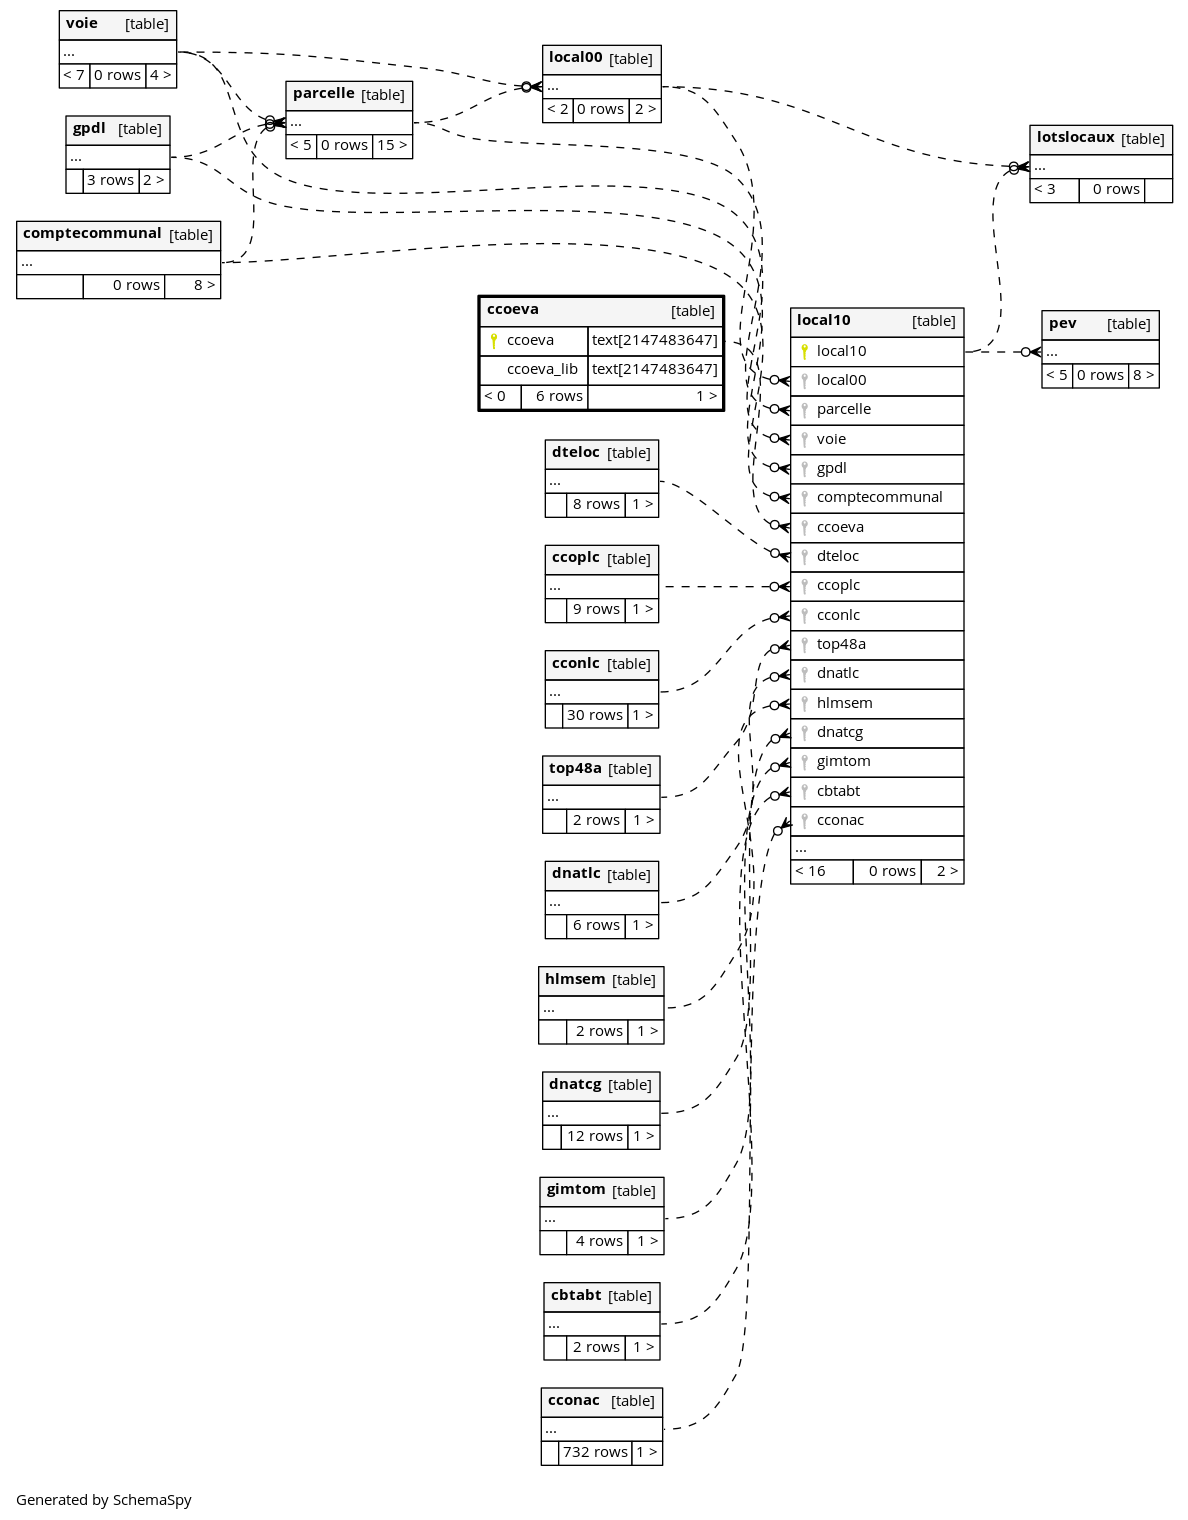 voie [table]
...
< 7 0 rows 4 >
local00 [table]
...
< 2 0 rows 2 >
parcelle [table]
...
< 5 0 rows 15 >
gpdl [table]
...
3 rows 2 >
lotslocaux [table]
...
< 3 0 rows
comptecommunal [table]
...
0 rows 8 >
ccoeva [table]
ccoeva text[2147483647]
ccoeva_lib text[2147483647]
< 0 6 rows 1 >
local10 [table]
local10
local00
parcelle
voie
gpdl
comptecommunal
ccoeva
dteloc
ccoplc
cconlc
top48a
dnatlc
hlmsem
dnatcg
gimtom
cbtabt
cconac
...
< 16 0 rows 2 >
pev [table]
...
< 5 0 rows 8 >
dteloc [table]
...
8 rows 1 >
ccoplc [table]
...
9 rows 1 >
cconlc [table]
...
30 rows 1 >
top48a [table]
...
2 rows 1 >
dnatlc [table]
...
6 rows 1 >
hlmsem [table]
...
2 rows 1 >
dnatcg [table]
...
12 rows 1 >
gimtom [table]
...
4 rows 1 >
cbtabt [table]
...
2 rows 1 >
cconac [table]
...
732 rows 1 >
Generated by SchemaSpy